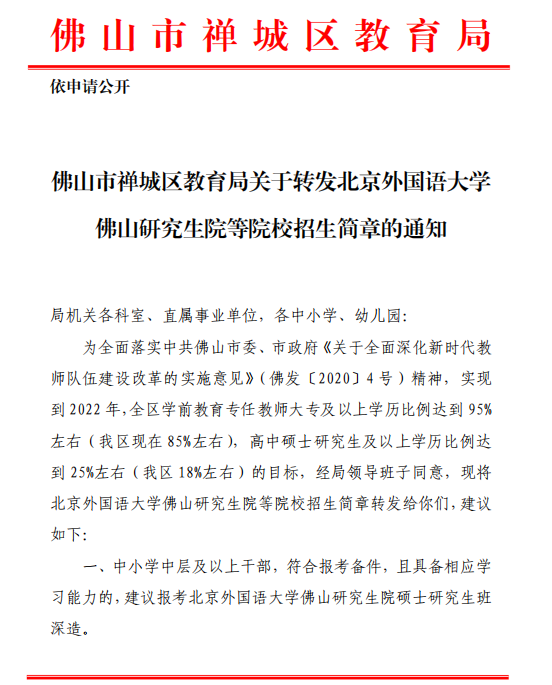 佛山市禅城区教育局
依申请公开
佛山市禅城区教育局关于转发北京外国语大学
佛山研究生院等院校招生简章的通知
局机关各科室、直属事业单位，各中小学、幼儿园：
为全面落实中共佛山市委、市政府《关于全面深化新时代教
师队伍建设改革的实施意见》（佛发〔2020〕4号）精神，实现
到2022年，全区学前教育专任教师大专及以上学历比例达到95%
左右（我区现在85%左右），高中硕士研究生及以上学历比例达
到25%左右（我区18%左右）的目标，经局领导班子同意，现将
北京外国语大学佛山研究生院等院校招生简章转发给你们，建议
如下：
一、中小学中层及以上干部，符合报考备件，且具备相应学
习能力的，建议报考北京外国语大学佛山研究生院硕士研究生班
深造。